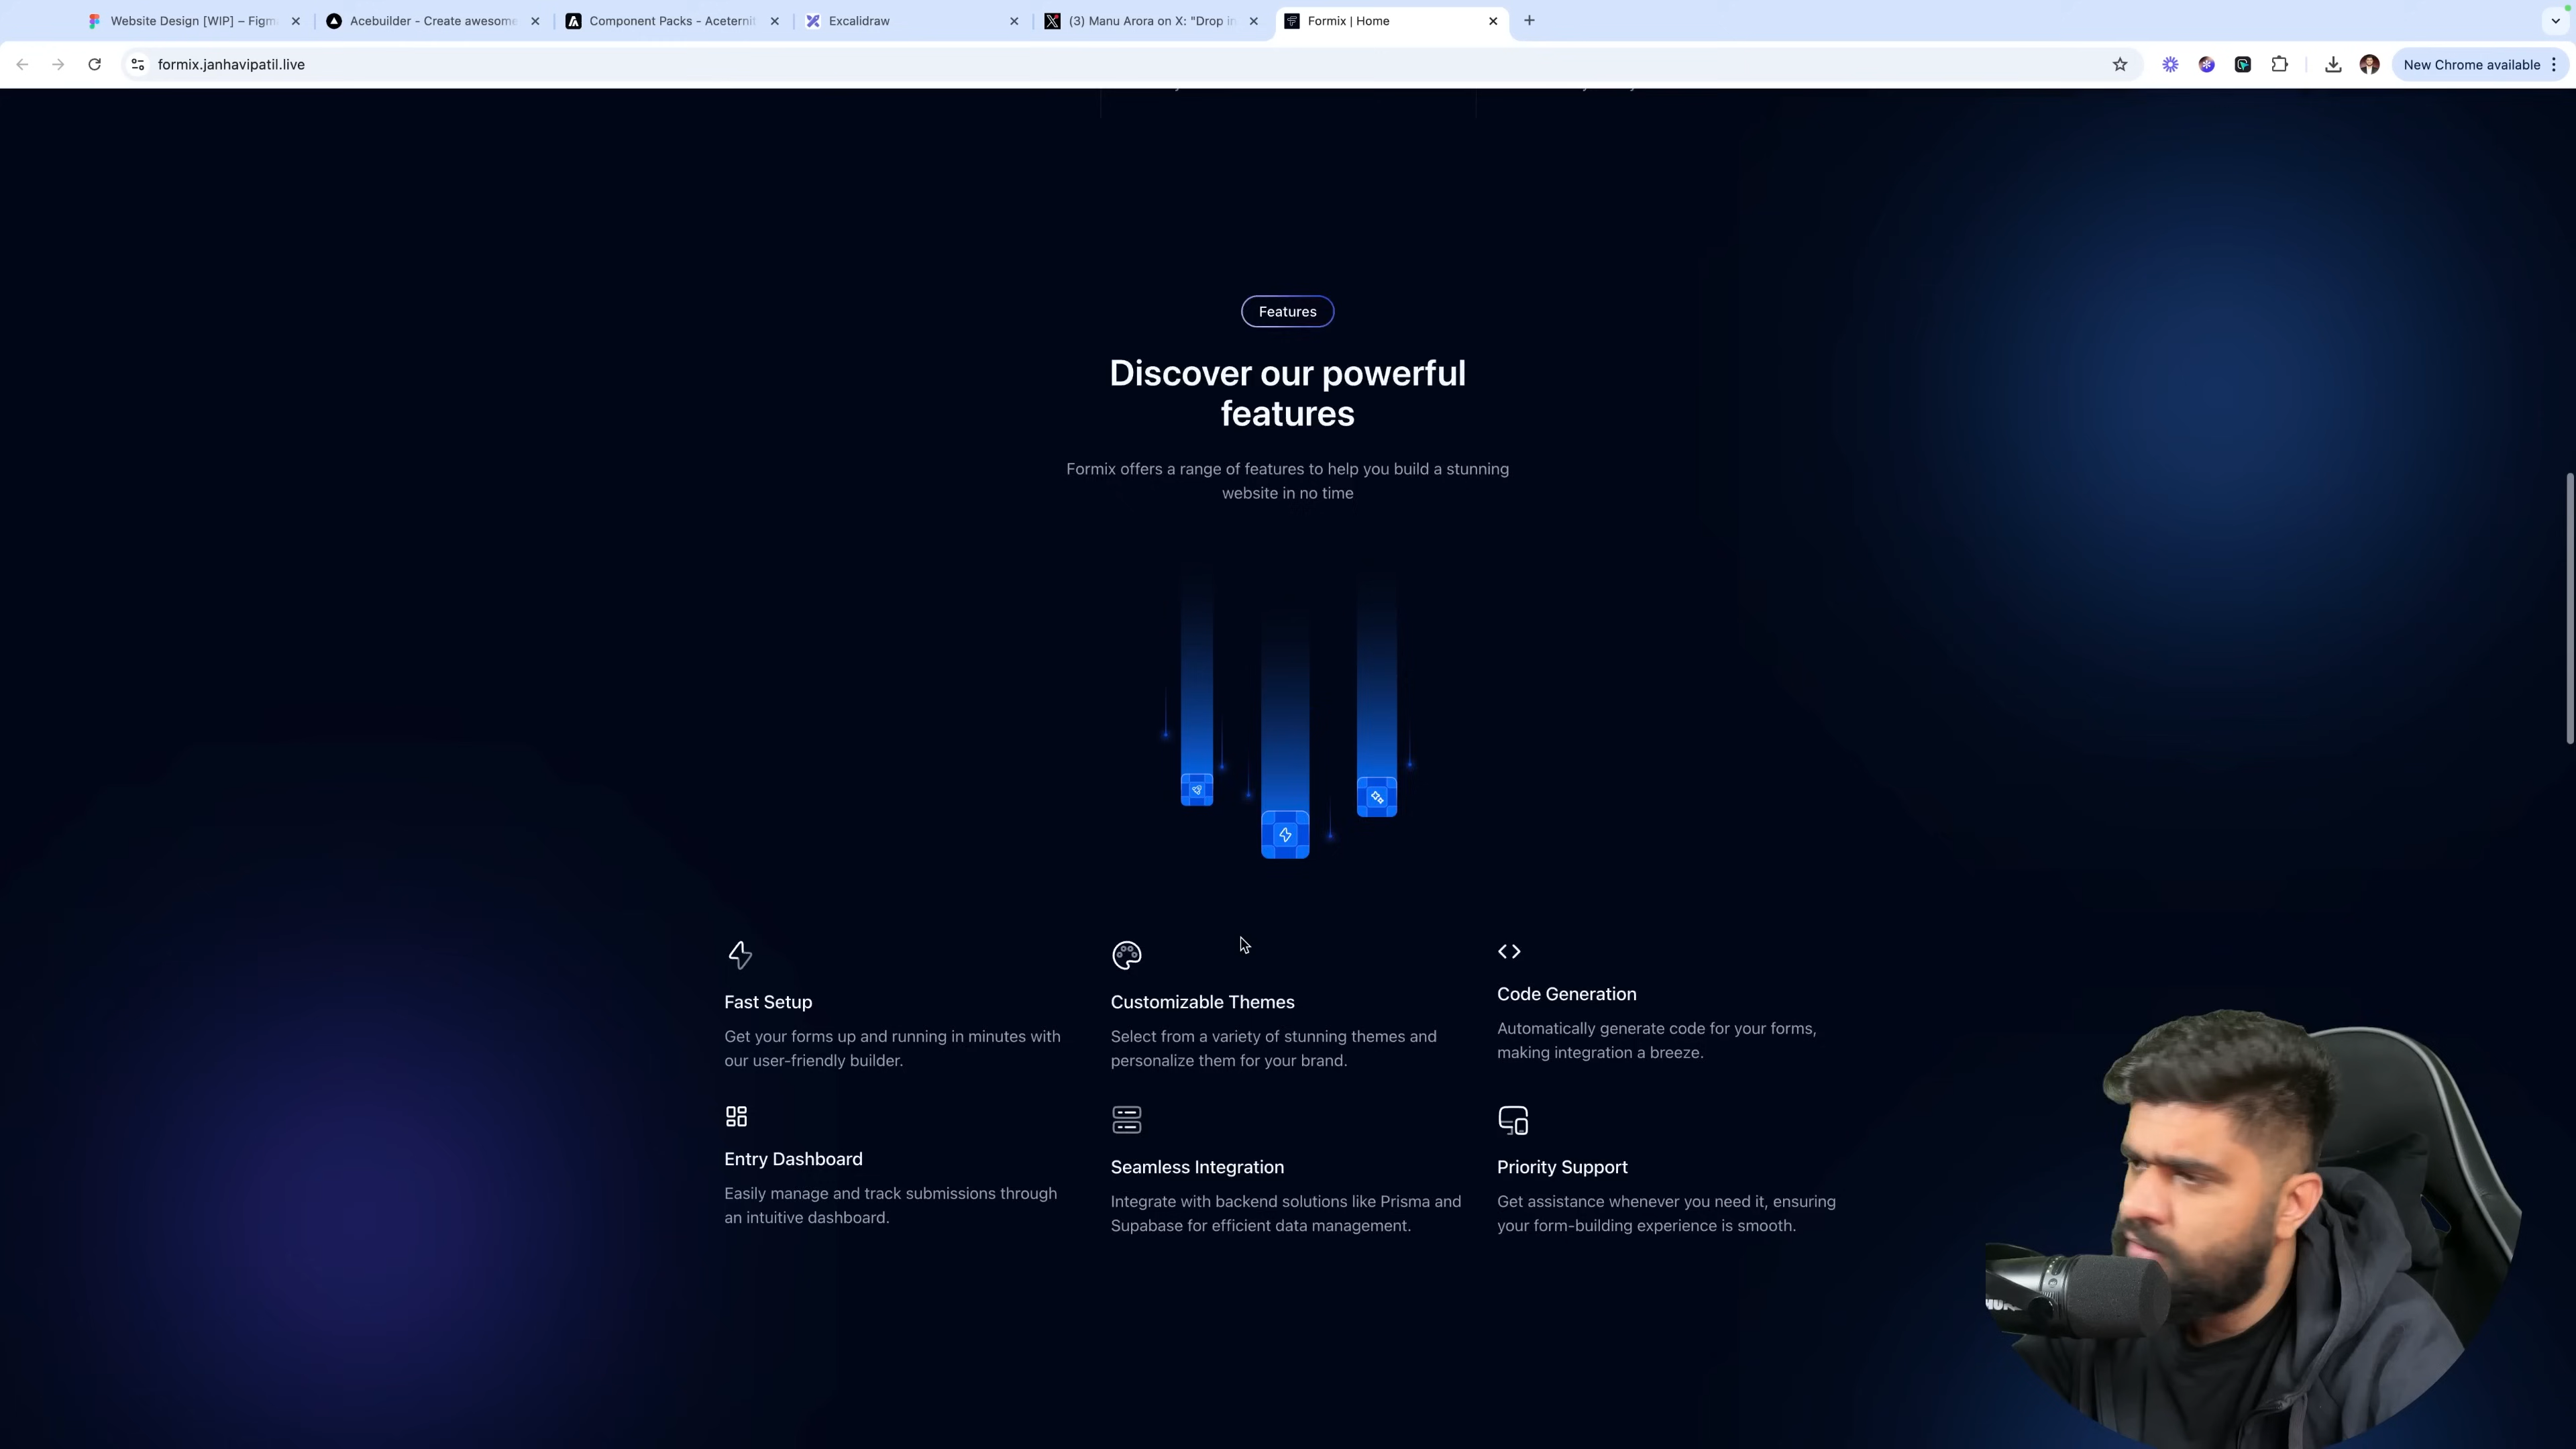 Website Design [WIP] – Figm
Acebuilder - Create awesome
Component Packs - Aceternit
Excalidraw
(3) Manu Arora on X: "Drop in
Formix | Home
formix.janhavipatil.live
New Chrome available
Features
Discover our powerful
features
Formix offers a range of features to help you build a stunning
website in no time
Fast Setup
Get your forms up and running in minutes with
our user-friendly builder.
Customizable Themes
Select from a variety of stunning themes and
personalize them for your brand.
Code Generation
Automatically generate code for your forms,
making integration a breeze.
Entry Dashboard
Easily manage and track submissions through
an intuitive dashboard.
Seamless Integration
Integrate with backend solutions like Prisma and
Supabase for efficient data management.
Priority Support
Get assistance whenever you need it, ensuring
your form-building experience is smooth.